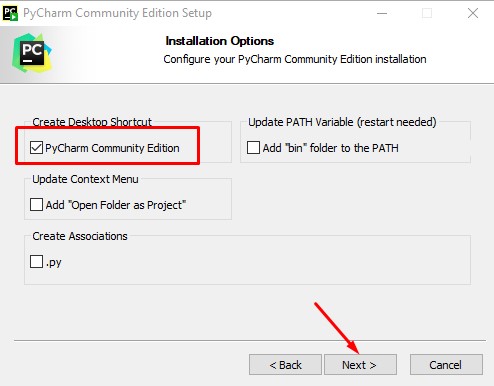 PC PyCharm Community Edition Setup
PC
Installation Options
Configure your PyCharm Community Edition installation
Create Desktop Shortcut
PyCharm Community Edition
Update PATH Variable (restart needed)
Add "bin" folder to the PATH
Update Context Menu
Add "Open Folder as Project"
Create Associations
.py
< Back
Next >
Cancel